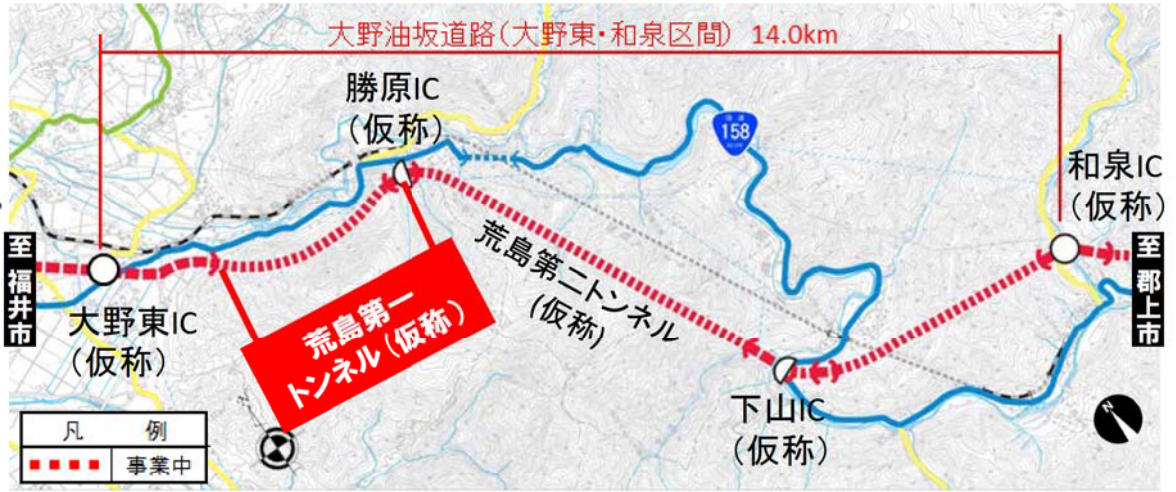 大野油坂道路(大野東・和泉区間) 14.0km
勝原IC
(仮称)
158
和泉IC
(仮称)
至 福井市
至 郡上市
大野東IC
(仮称)
荒島第一
トンネル(仮称)
荒島第二トンネル
(仮称)
下山IC
(仮称)
凡 例
事業中
N